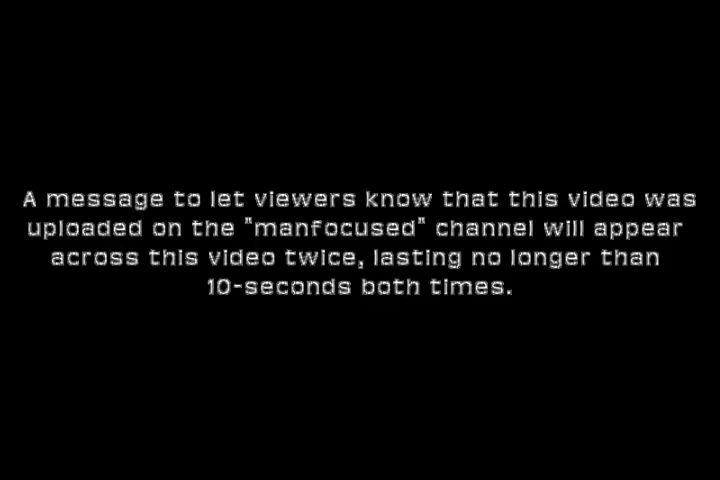 A message to let viewers know that this video was
uploaded on the "manfocused" channel will appear
across this video twice, lasting no longer than
10-seconds both times.